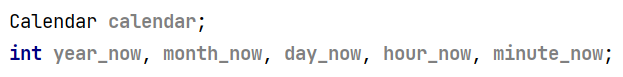 Calendar calendar;
int year_now, month_now, day_now, hour_now, minute_now;